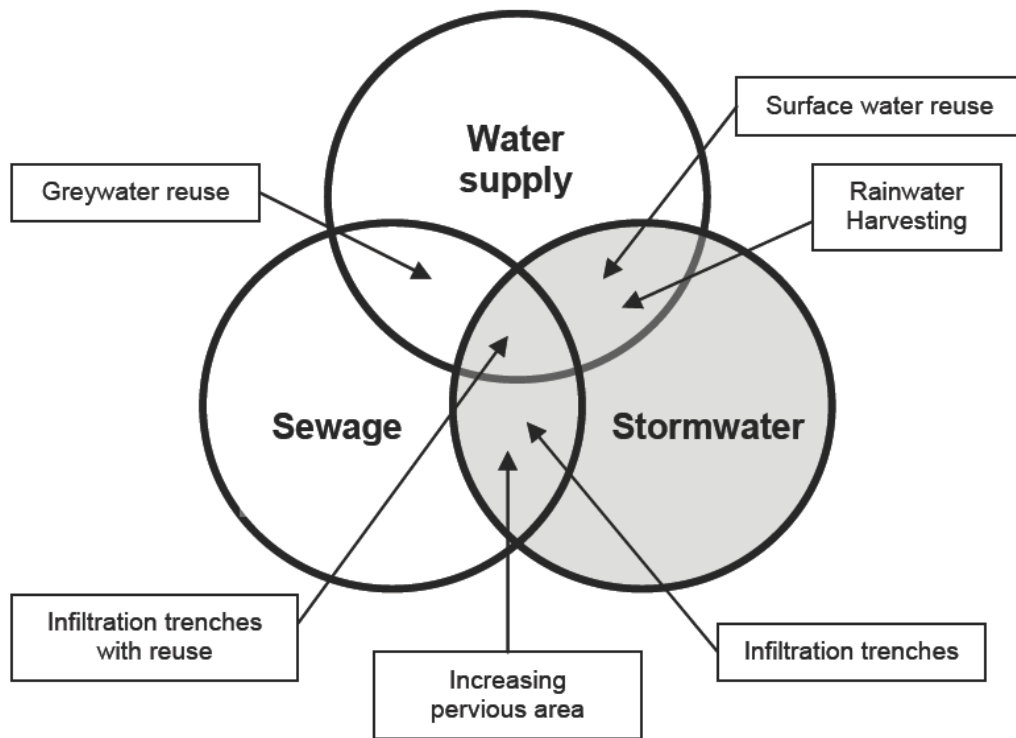 Water
supply
Surface water reuse
Greywater reuse
Rainwater
Harvesting
Sewage
Stormwater
Infiltration trenches
with reuse
Increasing
pervious area
Infiltration trenches